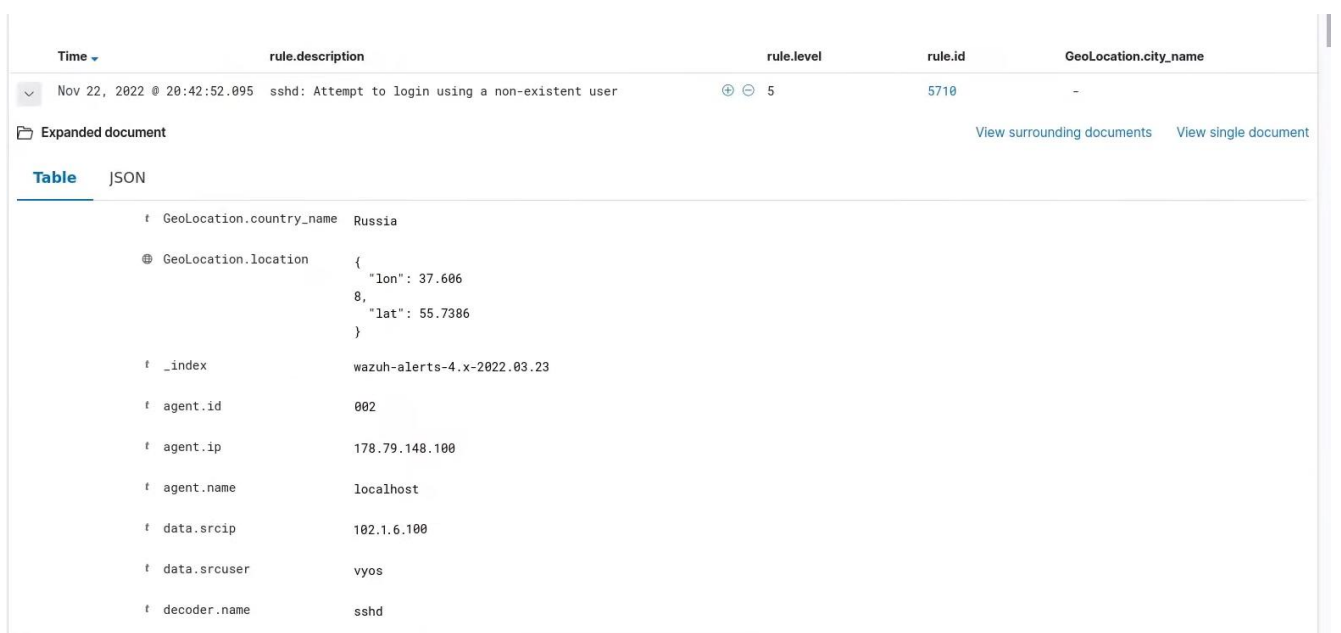 Time rule.description rule.level rule.id GeoLocation.city_name
Nov 22, 2022 @ 20:42:52.095 sshd: Attempt to login using a non-existent user 5 5710 -
Expanded document View surrounding documents View single document
Table JSON
t GeoLocation.country_name Russia
GeoLocation.location {
"lon": 37.606
8,
"lat": 55.7386
}
t _index wazuh-alerts-4.x-2022.03.23
t agent.id 002
t agent.ip 178.79.148.100
t agent.name localhost
t data.srcip 102.1.6.100
t data.srcuser vyos
t decoder.name sshd